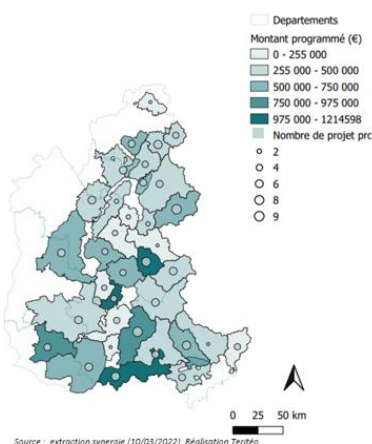 Departements
Montant programmé (€)
0 - 255 000
255 000 - 500 000
500 000 - 750 000
750 000 - 975 000
975 000 - 1214598
Nombre de projet pro
2
4
6
8
9
0 25 50 km
Source : extraction synergie (10/03/2022) Réalisation Teritéo